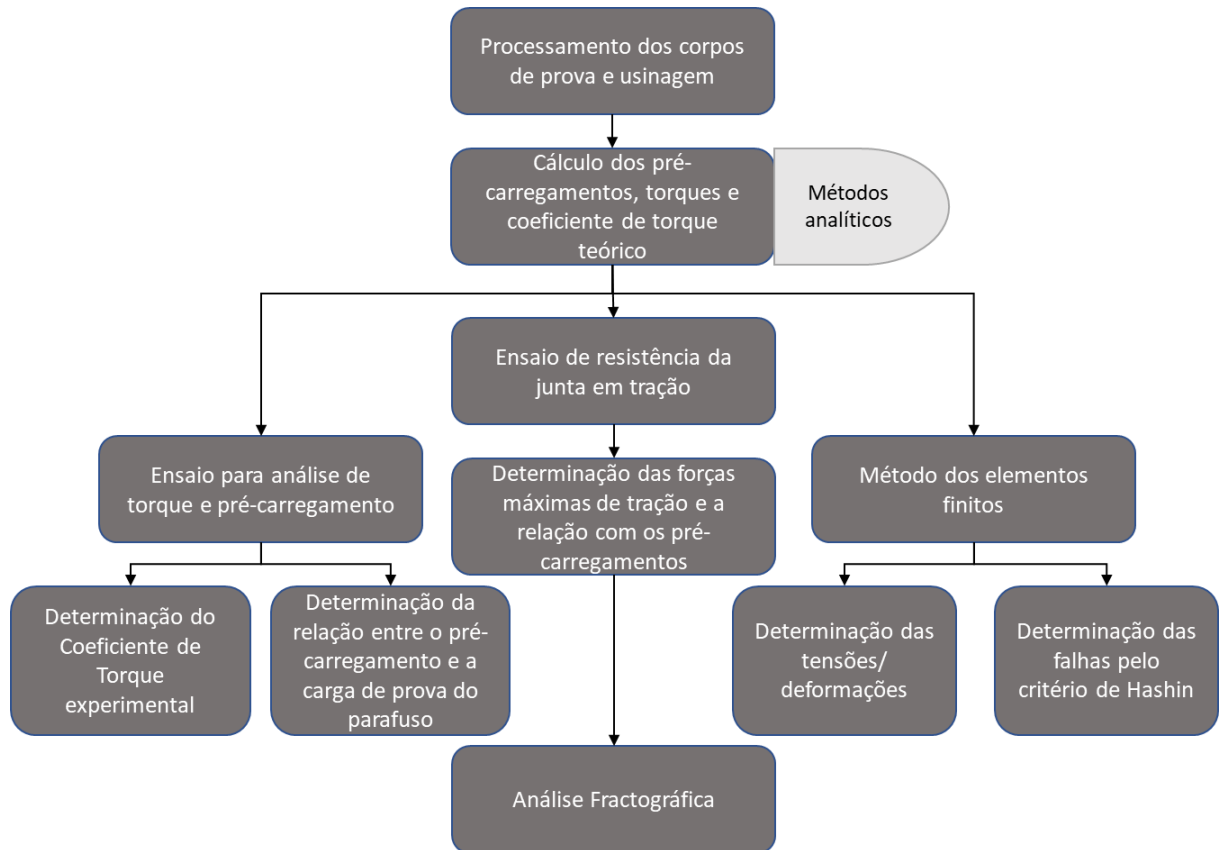 Processamento dos corpos
de prova e usinagem
Cálculo dos pré-
carregamentos, torques e
coeficiente de torque
teórico
Métodos
analíticos
Ensaio de resistência da
junta em tração
Ensaio para análise de
torque e pré-carregamento
Determinação das forças
máximas de tração e a
relação com os pré-
carregamentos
Método dos elementos
finitos
Determinação do
Coeficiente de
Torque
experimental
Determinação da
relação entre o pré-
carregamento e a
carga de prova do
parafuso
Determinação das
tensões/
deformações
Determinação das
falhas pelo
critério de Hashin
Análise Fractográfica